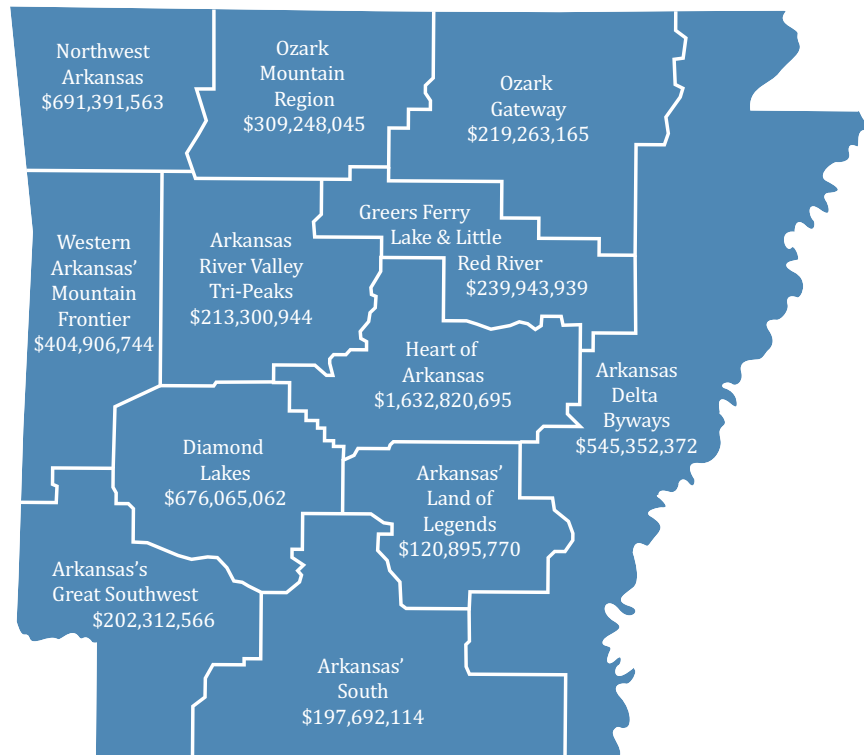 Northwest
Arkansas
$691,391,563
Ozark
Mountain
Region
$309,248,045
Ozark
Gateway
$219,263,165
Western
Arkansas’
Mountain
Frontier
$404,906,744
Arkansas
River Valley
Tri-Peaks
$213,300,944
Greers Ferry
Lake & Little
Red River
$239,943,939
Heart of
Arkansas
$1,632,820,695
Arkansas
Delta
Byways
$545,352,372
Diamond
Lakes
$676,065,062
Arkansas’
Land of
Legends
$120,895,770
Arkansas’s
Great Southwest
$202,312,566
Arkansas’
South
$197,692,114